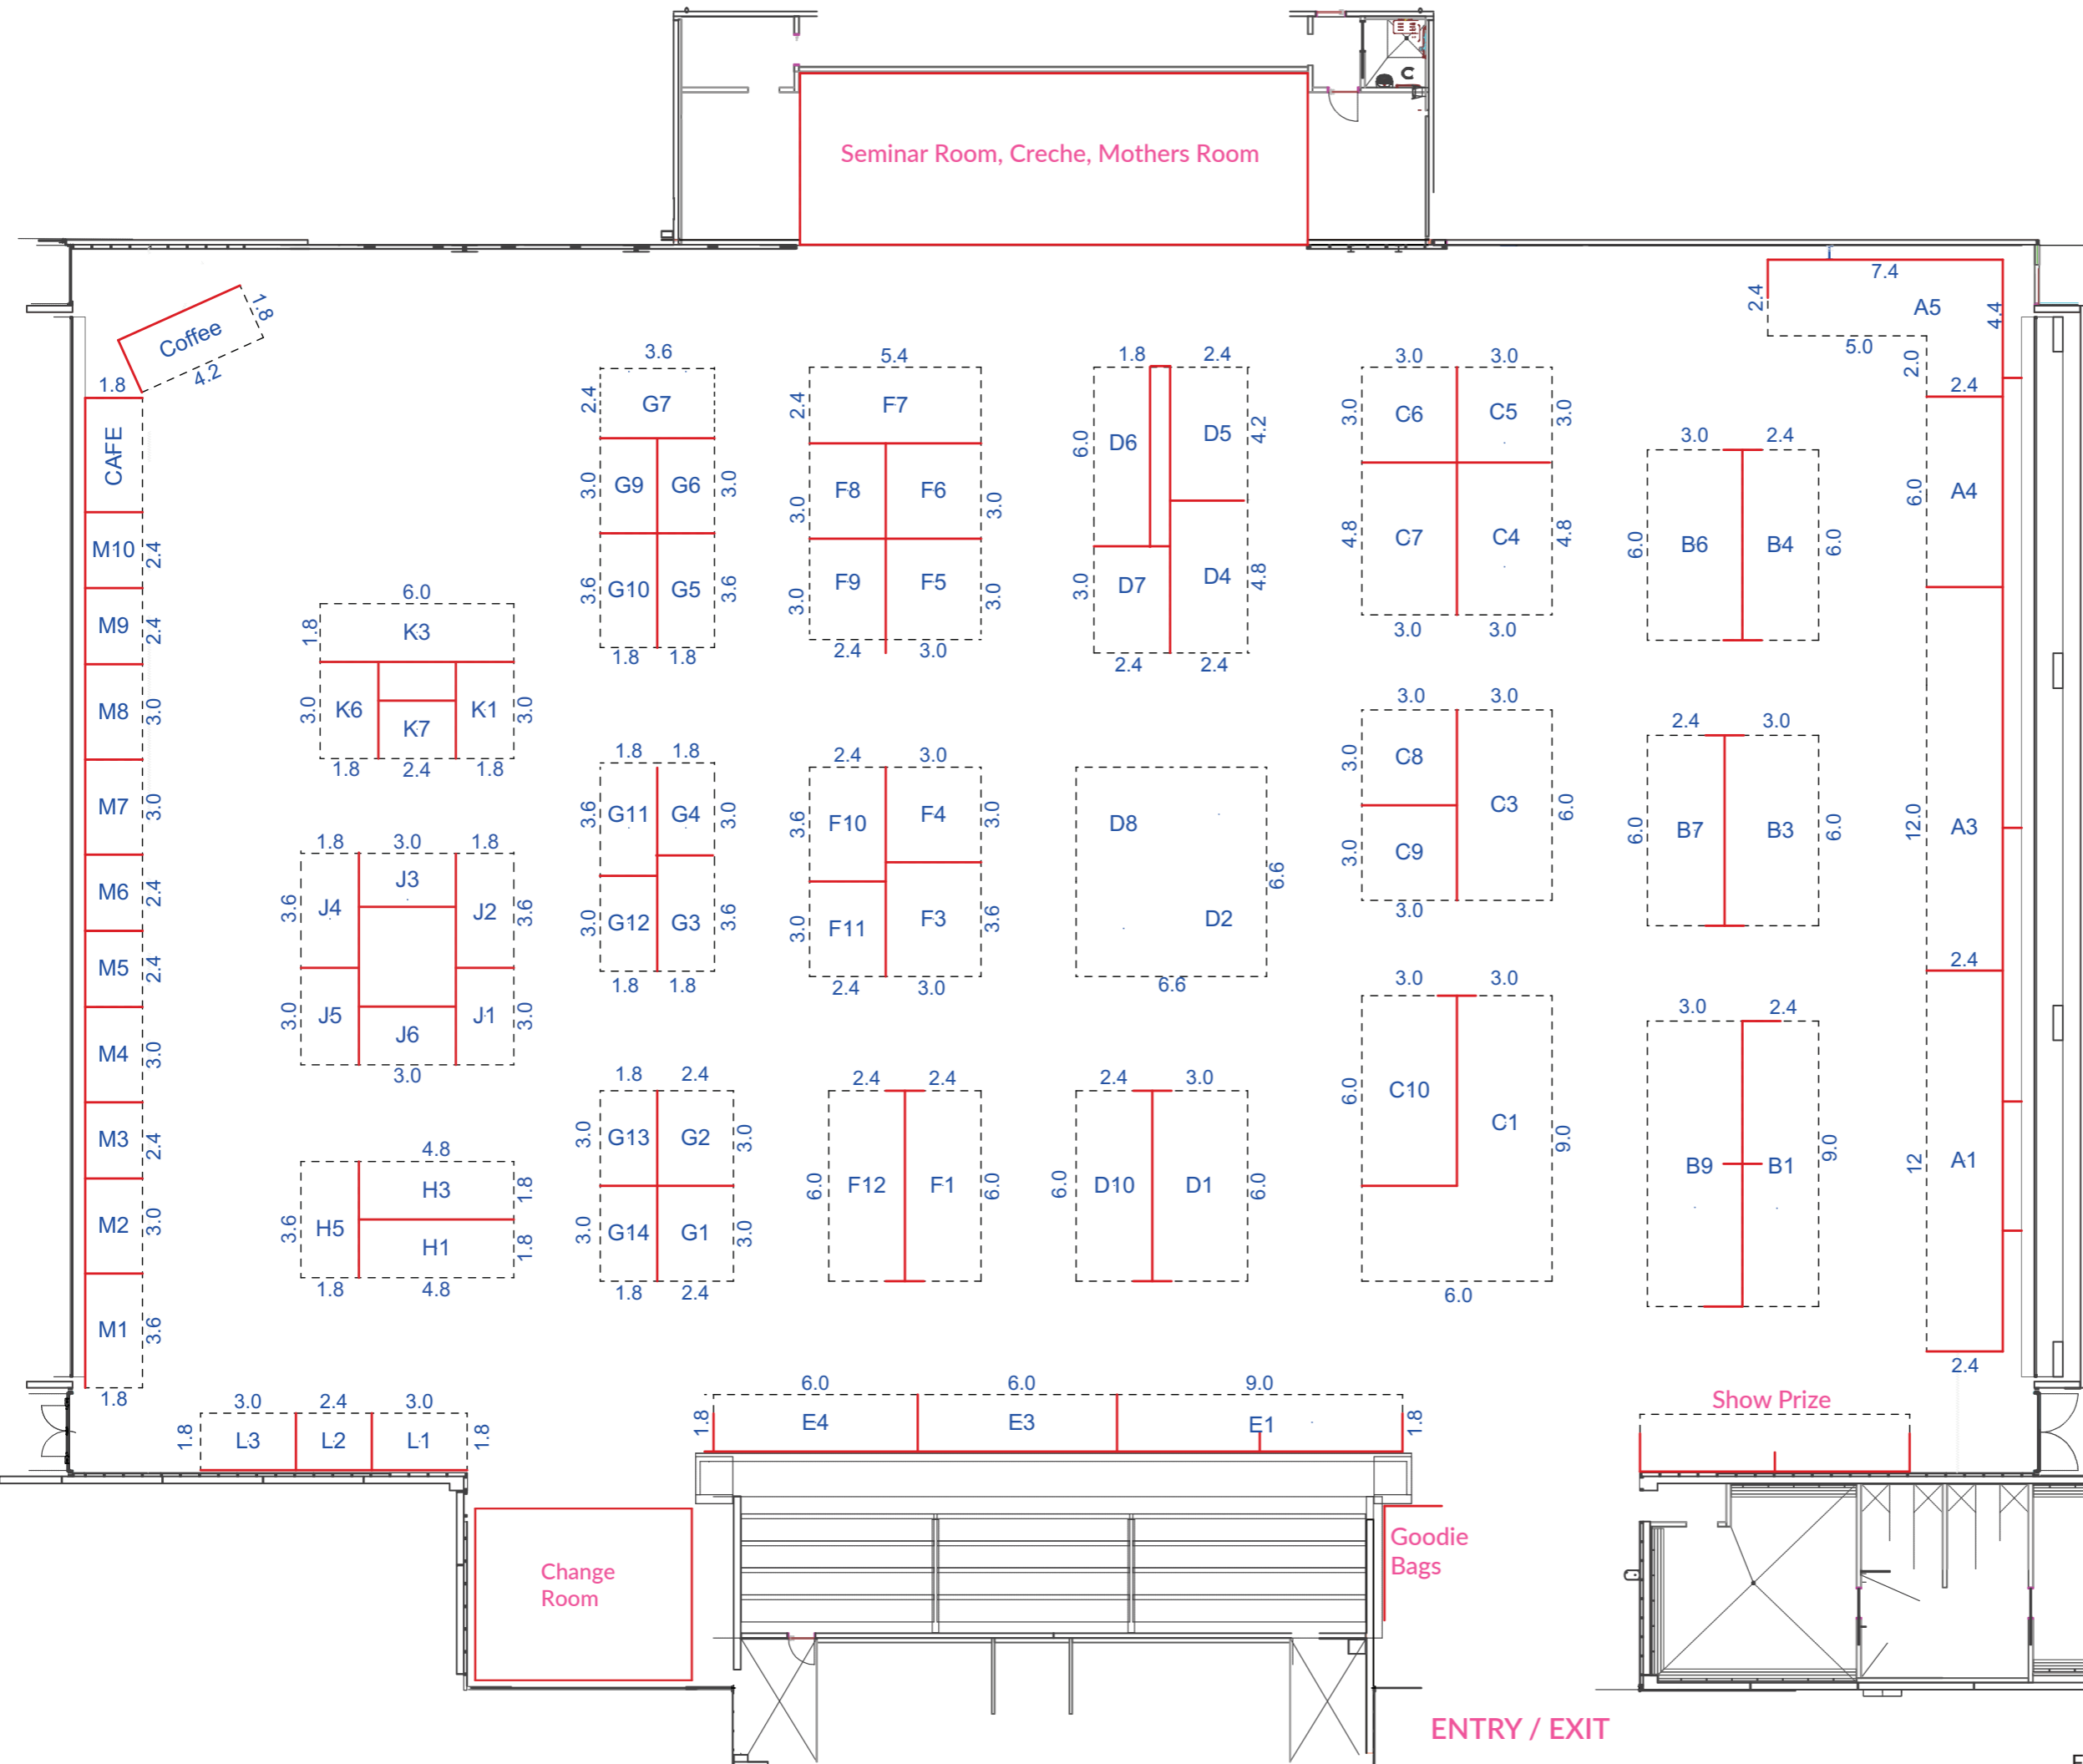 Seminar Room, Creche, Mothers Room
7.4
2.4
A5
4.4
5.0
2.0
2.4
Coffee
1.8
4.2
1.8
CAFE
M10
2.4
M9
2.4
M8
3.0
M7
3.0
M6
2.4
M5
2.4
M4
3.0
M3
2.4
M2
3.0
M1
3.6
1.8
6.0
1.8
K3
3.0
K6
K7
K1
3.0
1.8
2.4
1.8
1.8
3.0
1.8
3.6
J4
J3
J2
3.6
3.0
J5
J6
J1
3.0
3.0
4.8
H3
1.8
3.6
H5
H1
1.8
1.8
4.8
3.6
2.4
G7
3.0
G9
G6
3.0
3.6
G10
G5
3.6
1.8
1.8
1.8
1.8
3.6
G11
G4
3.0
3.0
G12
G3
3.6
1.8
1.8
1.8
2.4
3.0
G13
G2
3.0
3.0
G14
G1
3.0
1.8
2.4
5.4
2.4
F7
3.0
F8
F6
3.0
3.0
F9
F5
3.0
2.4
3.0
2.4
3.0
3.6
F10
F4
3.0
3.0
F11
F3
3.6
2.4
3.0
2.4
2.4
6.0
F12
F1
6.0
1.8
2.4
6.0
D6
D5
4.2
3.0
D7
D4
4.8
2.4
2.4
D8
D2
6.6
6.6
2.4
3.0
6.0
D10
D1
6.0
3.0
3.0
3.0
C6
C5
3.0
4.8
C7
C4
4.8
3.0
3.0
3.0
3.0
3.0
C8
C3
6.0
3.0
C9
3.0
3.0
3.0
6.0
C10
C1
9.0
6.0
3.0
2.4
6.0
B6
B4
6.0
2.4
3.0
6.0
B7
B3
6.0
3.0
2.4
B9
B1
9.0
6.0
A4
12.0
A3
2.4
12
A1
2.4
3.0
2.4
3.0
1.8
L3
L2
L1
1.8
6.0
6.0
9.0
1.8
E4
E3
E1
1.8
Show Prize
Change
Room
Goodie
Bags
ENTRY / EXIT